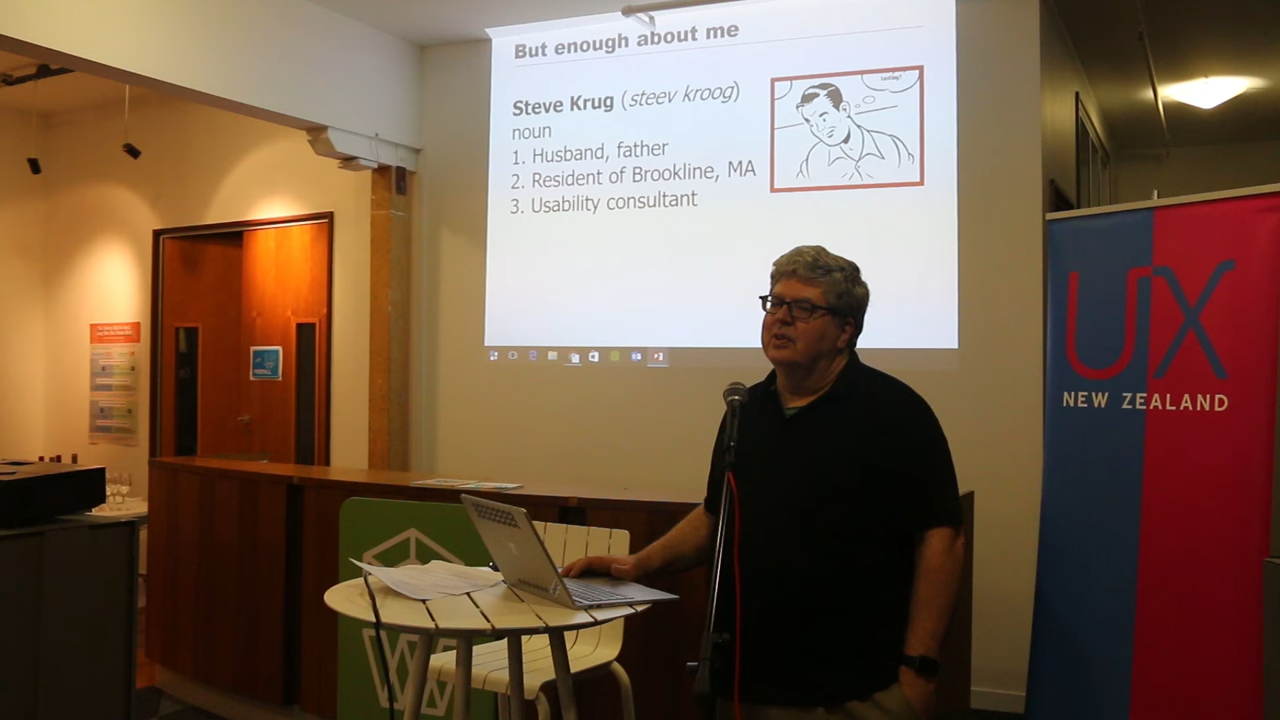 But enough about me
Steve Krug (steev kroog)
noun
1. Husband, father
2. Resident of Brookline, MA
3. Usability consultant
UX
NEW ZEALAND
W